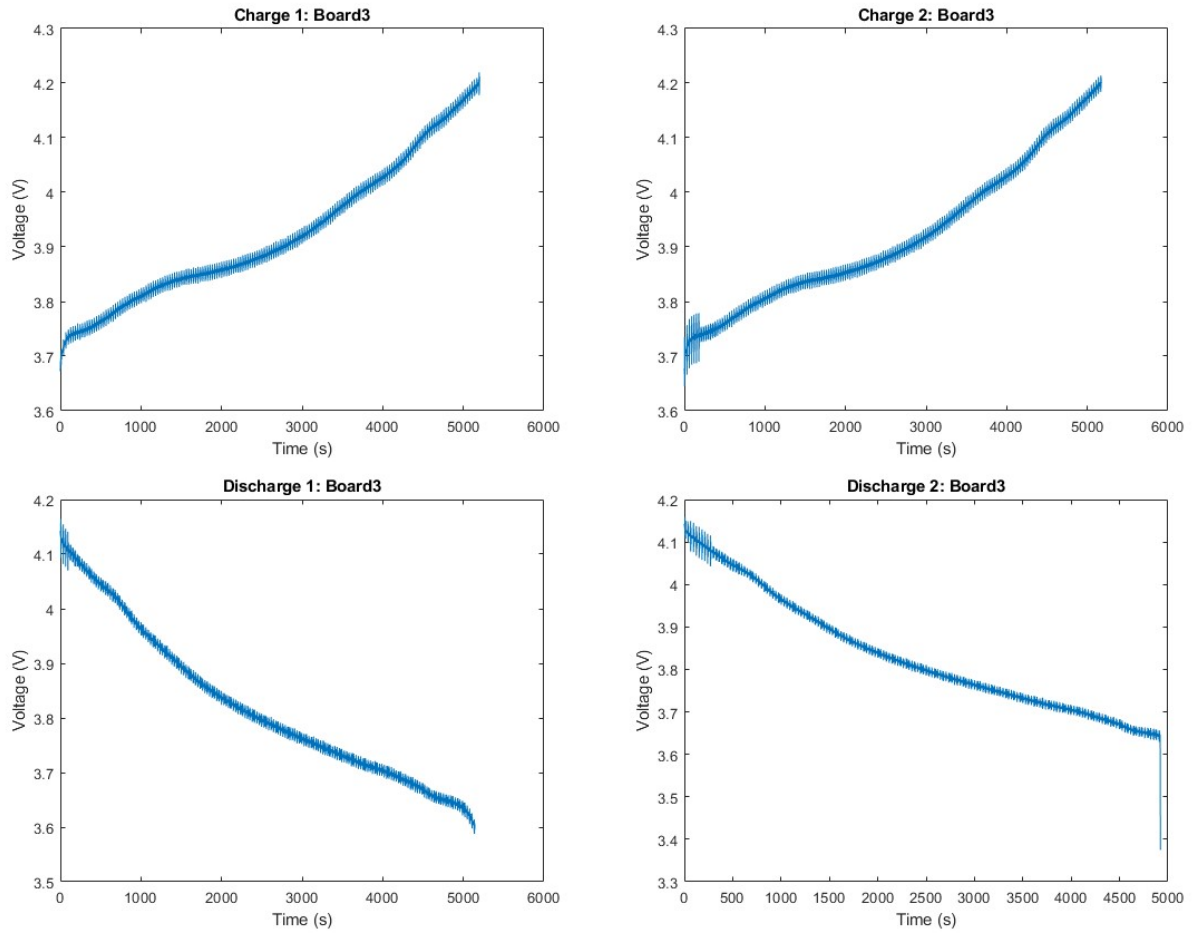 Charge 1: Board3
4.3
4.2
4.1
4
3.9
3.8
3.7
3.6
Voltage (V)
0 1000 2000 3000 4000 5000 6000
Time (s)
Charge 2: Board3
4.3
4.2
4.1
4
3.9
3.8
3.7
3.6
Voltage (V)
0 1000 2000 3000 4000 5000 6000
Time (s)
Discharge 1: Board3
4.2
4.1
4
3.9
3.8
3.7
3.6
3.5
Voltage (V)
0 1000 2000 3000 4000 5000 6000
Time (s)
Discharge 2: Board3
4.2
4.1
4
3.9
3.8
3.7
3.6
3.5
3.4
3.3
Voltage (V)
0 500 1000 1500 2000 2500 3000 3500 4000 4500 5000
Time (s)